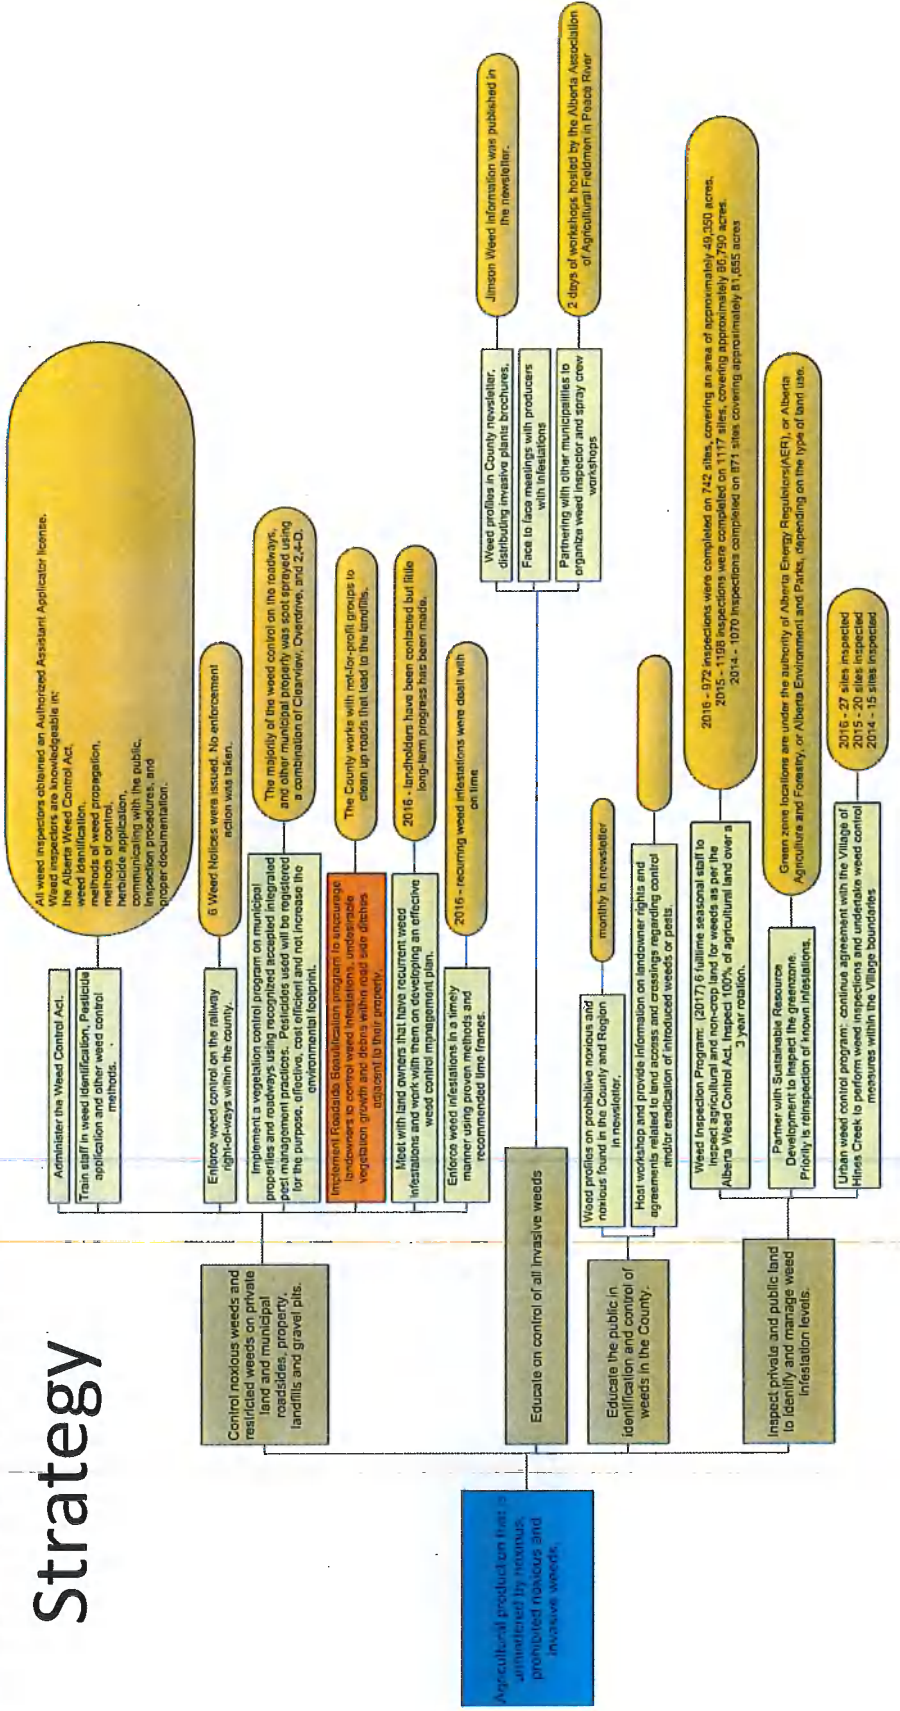 Strategy
Agricultural production that is
unhindered by noxious,
prohibited noxious and
invasive weeds.
Control noxious weeds and
restricted weeds on private
land and municipal
roadsides, property,
landfills and gravel pits.
Administer the Weed Control Act.
Train staff in weed Identification, Pesticide
application and other weed control
methods.
All weed inspectors obtained an Authorized Assistant Applicator license.
Weed inspectors are knowledgeable in:
the Alberta Weed Control Act,
weed identification,
methods of weed propagation,
methods of control,
herbicide application,
communicating with the public,
Inspection procedures, and
proper documentation.
Enforce weed control on the railway
right-of-ways within the county.
6 Weed Notices were issued. No enforcement
action was taken.
Implement a vegetation control program on municipal
properties and roadways using recognized accepted integrated
pest management practices. Pesticides used will be registered
for the purpose, effective, cost efficient and not increase the
environmental footprint.
The majority of the weed control on the roadways,
and other municipal property was spot sprayed using
a combination of Clearview, Overdrive, and 2,4-D.
Implement Roadside Beautification program to encourage
landowners to control weed infestations, undesirable
vegetation growth and debris within road side ditches
adjacent to their property.
The County works with not-for-profit groups to
clean up roads that lead to the landfills.
Meet with land owners that have recurrent weed
infestations and work with them on developing an effective
weed control management plan.
2016 - landholders have been contacted but little
long-term progress has been made.
Enforce weed infestations in a timely
manner using proven methods and
recommended time frames.
2016 - recurring weed infestations were dealt with
on time
Educate on control of all invasive weeds
Weed profiles in County newsletter,
distributing invasive plants brochures,
Jimson Weed information was published in
the newsletter.
Face to face meetings with producers
with Infestations
Partnering with other municipalities to
organize weed inspector and spray crew
workshops
2 days of workshops hosted by the Alberta Association
of Agricultural Fieldmen in Peace River
Educate the public in
identification and control of
weeds in the County.
Weed profiles on prohibitive noxious and
noxious found in the County and Region
in newsletter.
monthly in newsletter
Host workshop and provide information on landowner rights and
agreements related to land access and crossings regarding control
and/or eradication of introduced weeds or pests.
Inspect private and public land
to identify and manage weed
infestation levels.
Weed Inspection Program: (2017) 6 fulltime seasonal staff to
inspect agricultural and non-crop land for weeds as per the
Alberta Weed Control Act. Inspect 100% of agricultural land over a
3 year rotation.
2016 - 972 inspections were completed on 742 sites, covering an area of approximately 49,350 acres,
2015 - 1198 inspections were completed on 1117 sites, covering approximately 86,790 acres.
2014 - 1070 Inspections completed on 871 sites covering approximately 81,655 acres
Partner with Sustainable Resource
Development to Inspect the greenzone.
Priority is reinspection of known infestations.
Green zone locations are under the authority of Alberta Energy Regulators(AER), or Alberta
Agriculture and Forestry, or Alberta Environment and Parks, depending on the type of land use.
Urban weed control program: continue agreement with the Village of
Hines Creek to perform weed inspections and undertake weed control
measures within the Village boundaries
2016 - 27 sites inspected
2015 - 20 sites Inspected
2014 - 15 sites Inspected